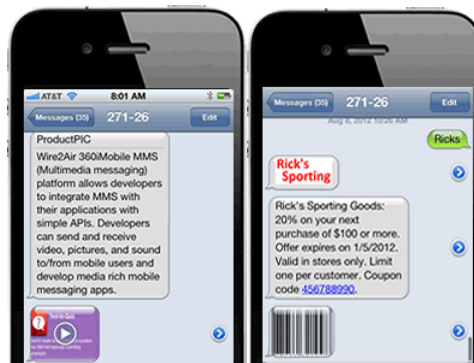 AT&T
8:01 AM
Messages (35)
271-26
Edit
ProductPIC
Wire2Air 360iMobile MMS
(Multimedia messaging)
platform allows developers
to integrate MMS with
their applications with
simple APIs. Developers
can send and receive
video, pictures, and sound
to/from mobile users and
develop media rich mobile
messaging apps.
Messages (35)
271-26
Edit
Aug 8, 2012 10:26 AM
Ricks
Rick's
Sporting
Rick's Sporting Goods:
20% on your next
purchase of $100 or more.
Offer expires on 1/5/2012.
Valid in stores only. Limit
one per customer. Coupon
code 456788990.